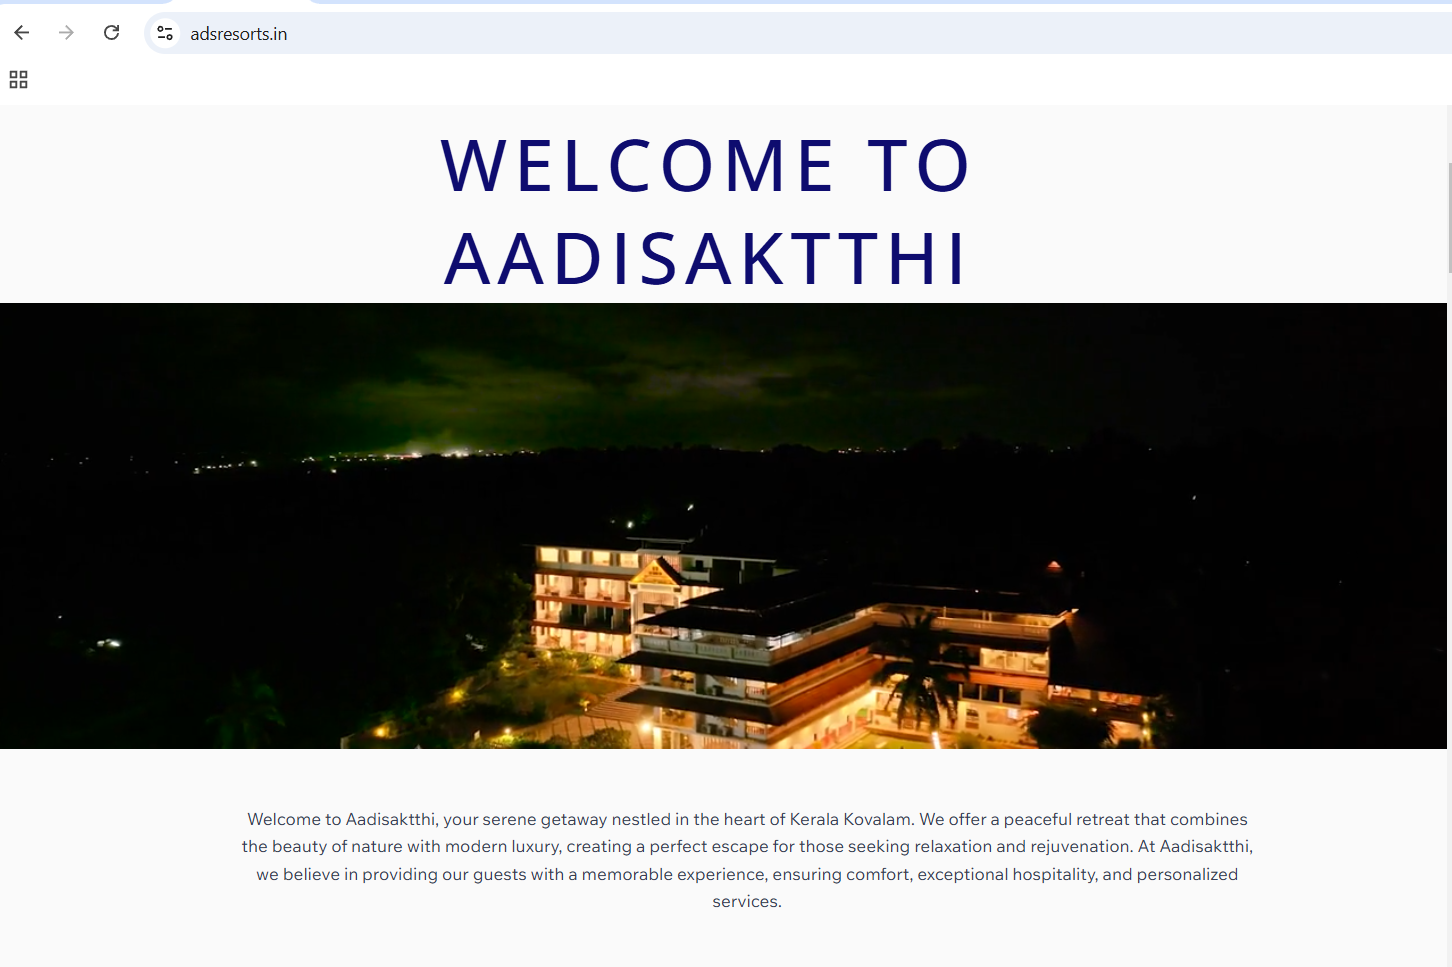 adsresorts.in
WELCOME TO
AADISAKTTHI
Welcome to Aadisaktthi, your serene getaway nestled in the heart of Kerala Kovalam. We offer a peaceful retreat that combines
the beauty of nature with modern luxury, creating a perfect escape for those seeking relaxation and rejuvenation. At Aadisaktthi,
we believe in providing our guests with a memorable experience, ensuring comfort, exceptional hospitality, and personalized
services.